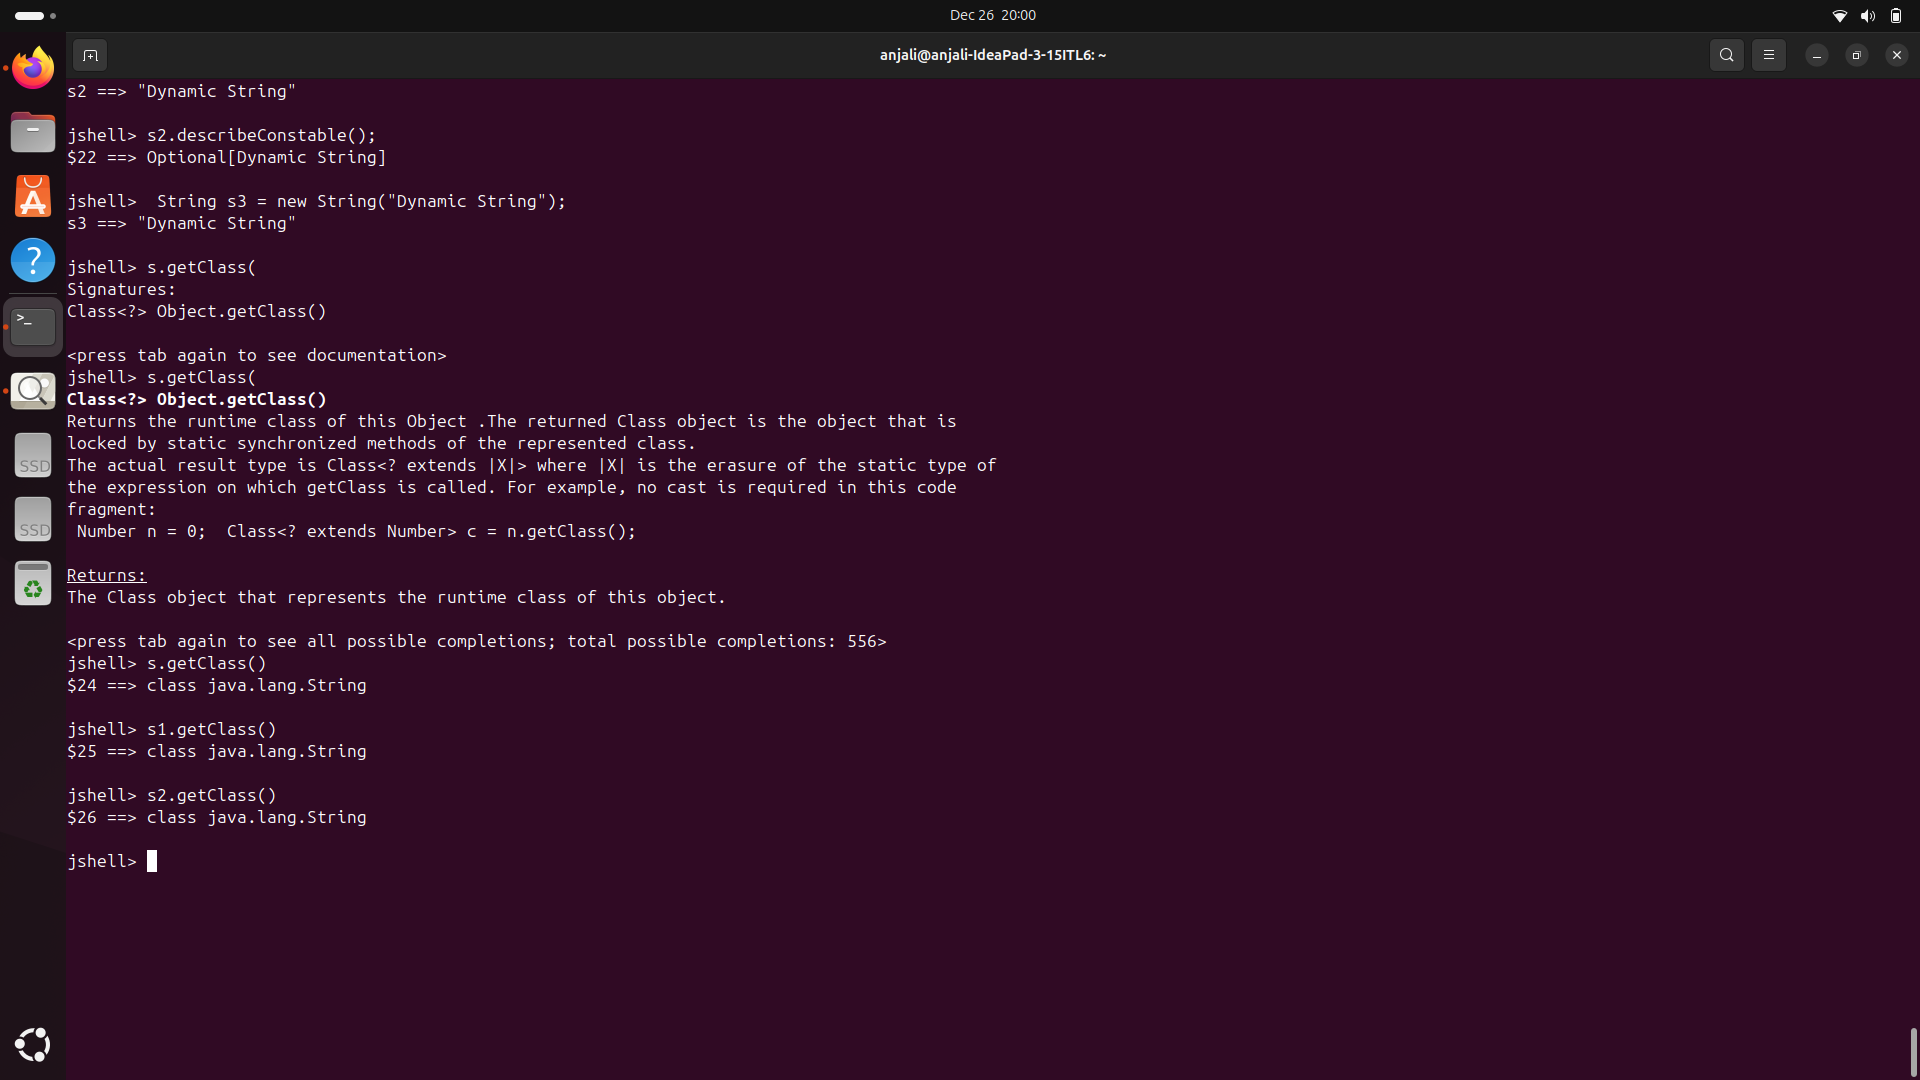 Dec 26 20:00
anjali@anjali-IdeaPad-3-15ITL6: ~
s2 ==> "Dynamic String"
jshell> s2.describeConstable();
$22 ==> Optional[Dynamic String]
jshell>  String s3 = new String("Dynamic String");
s3 ==> "Dynamic String"
jshell> s.getClass(
Signatures:
Class<?> Object.getClass()
<press tab again to see documentation>
jshell> s.getClass(
Class<?> Object.getClass()
Returns the runtime class of this Object .The returned Class object is the object that is
locked by static synchronized methods of the represented class.
The actual result type is Class<? extends |X|> where |X| is the erasure of the static type of
the expression on which getClass is called. For example, no cast is required in this code
fragment:
 Number n = 0;  Class<? extends Number> c = n.getClass();
Returns:
The Class object that represents the runtime class of this object.
<press tab again to see all possible completions; total possible completions: 556>
jshell> s.getClass()
$24 ==> class java.lang.String
jshell> s1.getClass()
$25 ==> class java.lang.String
jshell> s2.getClass()
$26 ==> class java.lang.String
jshell>
SSD
SSD